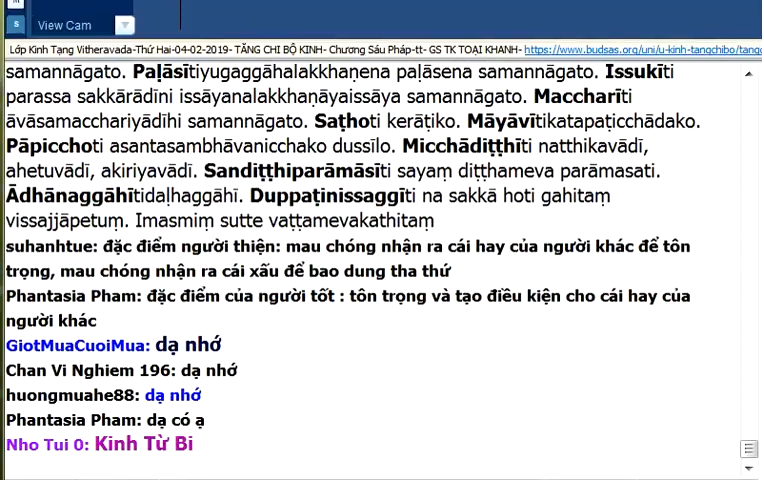 View Cam
Lớp Kinh Tạng Vitheravada-Thứ Hai-04-02-2019- TĂNG CHI BỘ KINH- Chương Sáu Pháp-tt- GS TK TOẠI KHANH- https://www.budsas.org/uni/u-kinh-tangchibo/tang
samannāgato. Paḷāsītiyugaggāhalakkhaṇena paḷāsena samannāgato. Issukīti
parassa sakkārādīni issāyanalakkhaṇāyaissāya samannāgato. Maccharīti
āvāsamacchariyādīhi samannāgato. Saṭhoti kerāṭiko. Māyāvītikatapaṭicchādako.
Pāpicchoti asantasambhāvanicchako dussīlo. Micchādiṭṭhīti natthikavādī,
ahetuvādī, akiriyavādī. Sandiṭṭhiparāmāsīti sayaṃ diṭṭhameva parāmasati.
Ādhānaggāhītidaḷhaggāhī. Duppaṭinissaggīti na sakkā hoti gahitaṃ
vissajjāpetuṃ. Imasmiṃ sutte vaṭṭamevakathitaṃ
suhanhtue: đặc điểm người thiện: mau chóng nhận ra cái hay của người khác để tôn
trọng, mau chóng nhận ra cái xấu để bao dung tha thứ
Phantasia Pham: đặc điểm của người tốt : tôn trọng và tạo điều kiện cho cái hay của
người khác
GiotMuaCuoiMua: dạ nhớ
Chan Vi Nghiem 196: dạ nhớ
huongmuahe88: dạ nhớ
Phantasia Pham: dạ có ạ
Nho Tui 0: Kinh Từ Bi